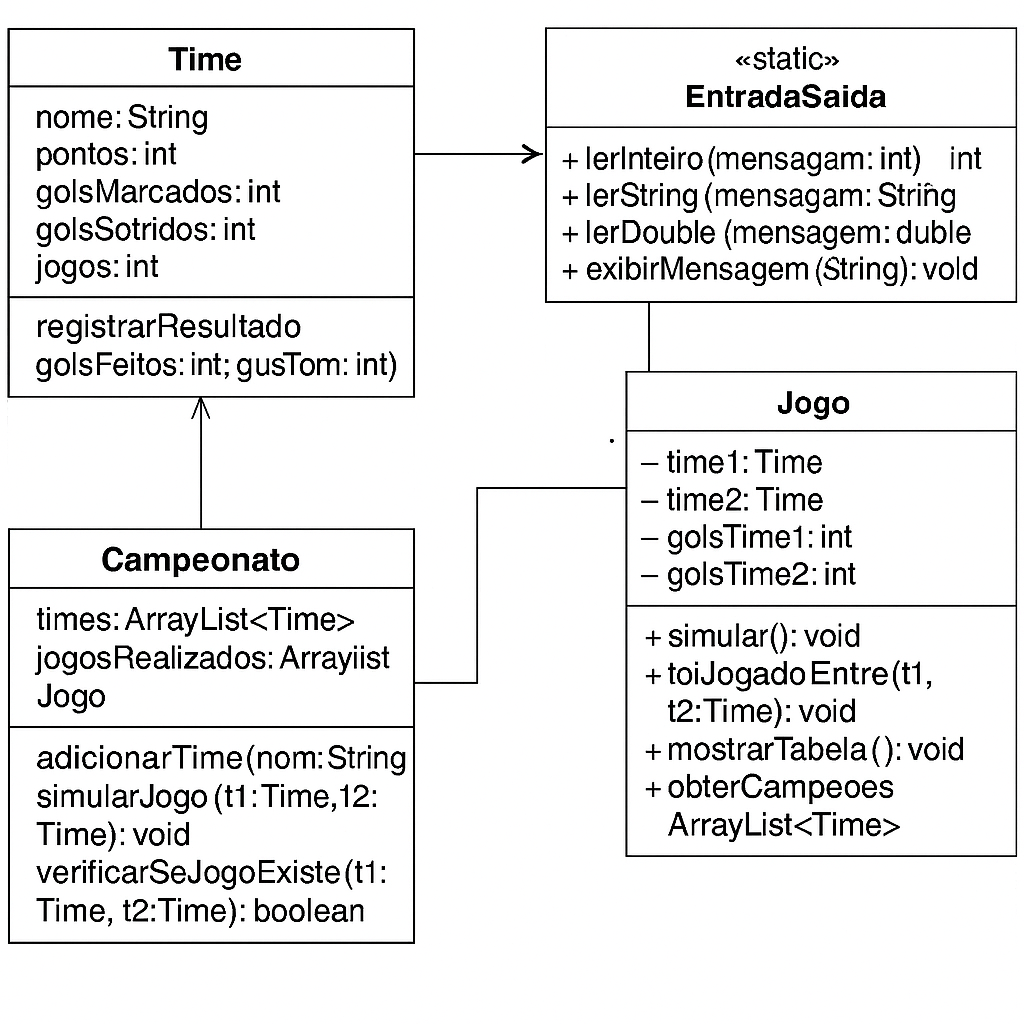 Time
nome: String
pontos: int
golsMarcados: int
golsSotridos: int
jogos: int
registrarResultado
golsFeitos: int; gusTom: int)
«static»
EntradaSaida
+ lerInteiro (mensagam: int) int
+ lerString (mensagam: String
+ lerDouble (mensagem: duble
+ exibirMensagem (String): vold
Jogo
– time1: Time
– time2: Time
– golsTime1: int
– golsTime2: int
+ simular(): void
+ toiJogado Entre (t1,
t2:Time): void
+ mostrarTabela (): void
+ obterCampeoes
ArrayList<Time>
Campeonato
times: ArrayList<Time>
jogosRealizados: Arrayiist
Jogo
adicionarTime (nom: String
simularJogo (t1: Time,12:
Time): void
verificarSeJogoExiste (t1:
Time, t2:Time): boolean